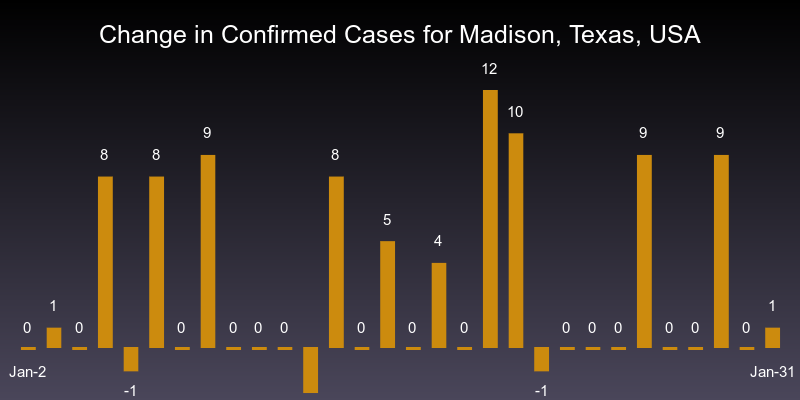 Change in Confirmed Cases for Madison, Texas, USA
12
10
8 8 9 8 9 9
5
4
1 1
0 0 0 0 0 0 0 0 0 0 0 0 0 0 0
Jan-2 Jan-31
-1 -1